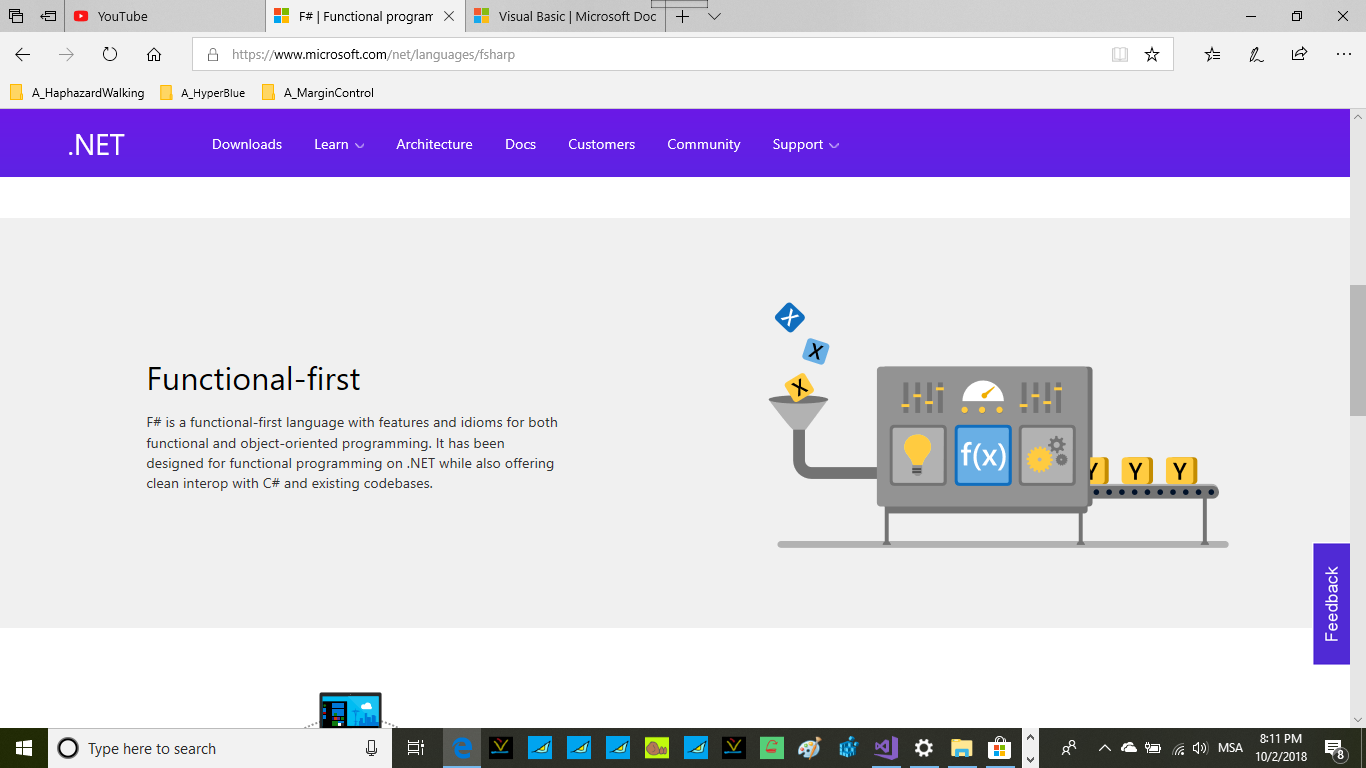 YouTube
F# | Functional program
Visual Basic | Microsoft Doc
https://www.microsoft.com/net/languages/fsharp
A_HaphazardWalking
A_HyperBlue
A_MarginControl
.NET
Downloads
Learn
Architecture
Docs
Customers
Community
Support
X
X
X
Functional-first
F# is a functional-first language with features and idioms for both
functional and object-oriented programming. It has been
designed for functional programming on .NET while also offering
clean interop with C# and existing codebases.
f(x)
Y Y Y
Feedback
Type here to search
MSA
8:11 PM
10/2/2018
8